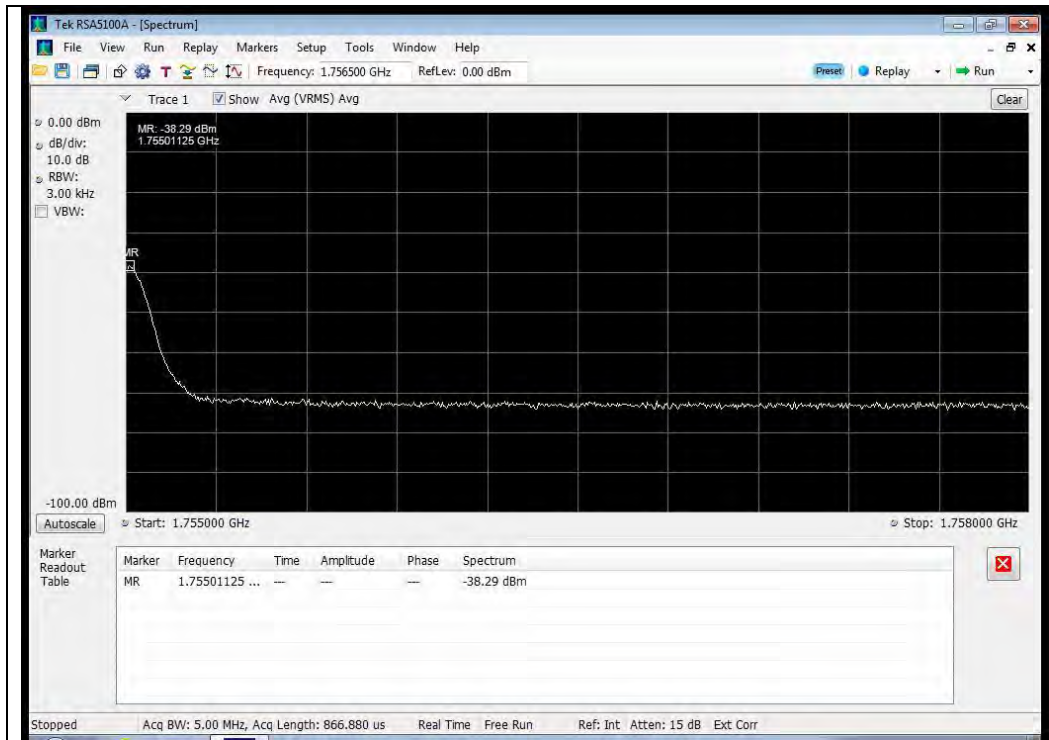 Tek RSA5100A - [Spectrum]
File View Run Replay Markers Setup Tools Window Help
Frequency: 1.756500 GHz RefLev: 0.00 dBm Preset Replay Run
Trace 1 Show Avg (VRMS) Avg Clear
0.00 dBm
dB/div:
10.0 dB
RBW:
3.00 kHz
VBW:
MR: -38.29 dBm
1.75501125 GHz
MR
-100.00 dBm
Autoscale Start: 1.755000 GHz Stop: 1.758000 GHz
Marker
Readout
Table
Marker Frequency Time Amplitude Phase Spectrum
MR 1.75501125 ... --- --- --- -38.29 dBm
Stopped Acq BW: 5.00 MHz, Acq Length: 866.880 us Real Time Free Run Ref: Int Atten: 15 dB Ext Corr